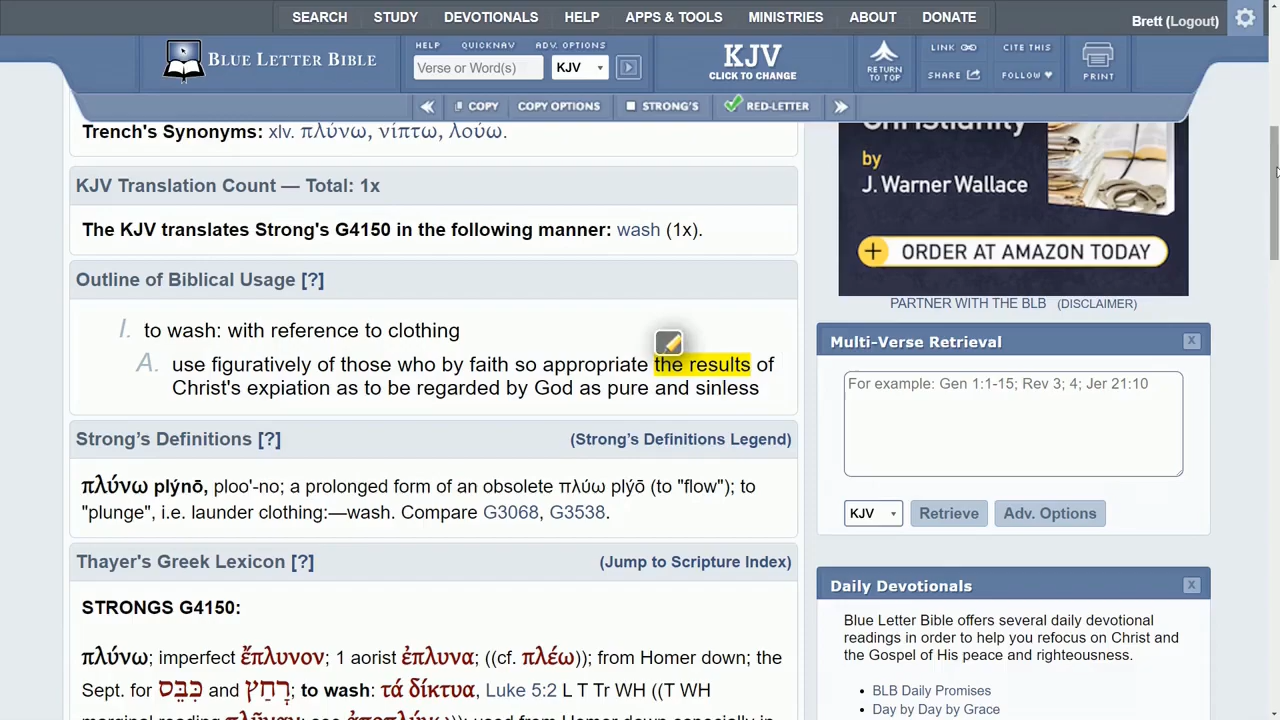 SEARCH STUDY DEVOTIONALS HELP APPS & TOOLS MINISTRIES ABOUT DONATE Brett (Logout)
BLUE LETTER BIBLE
HELP QUICKNAV ADV. OPTIONS
Verse or Word(s) KJV
KJV
CLICK TO CHANGE
RETURN
TO TOP
LINK CITE THIS
SHARE FOLLOW
PRINT
COPY COPY OPTIONS STRONG'S RED-LETTER
Trench's Synonyms: xlv. πλύνω, νίπτω, λούω.
KJV Translation Count — Total: 1x
The KJV translates Strong's G4150 in the following manner: wash (1x).
Outline of Biblical Usage [?]
I. to wash: with reference to clothing
A. use figuratively of those who by faith so appropriate the results of
Christ's expiation as to be regarded by God as pure and sinless
Strong's Definitions [?] (Strong's Definitions Legend)
πλύνω plýnō, ploo'-no; a prolonged form of an obsolete πλύω plýō (to "flow"); to
"plunge", i.e. launder clothing:—wash. Compare G3068, G3538.
Thayer's Greek Lexicon [?] (Jump to Scripture Index)
STRONGS G4150:
πλύνω; imperfect ἔπλυνον; 1 aorist ἐπλυνα; ((cf. πλέω)); from Homer down; the
Sept. for כִּבֵּס and רָחַץ; to wash: τά δίκτυα, Luke 5:2 L T Tr WH ((T WH
marginal reading used from Homer down especially in
Christianity
by
J. Warner Wallace
+ ORDER AT AMAZON TODAY
PARTNER WITH THE BLB (DISCLAIMER)
Multi-Verse Retrieval X
For example: Gen 1:1-15; Rev 3; 4; Jer 21:10
KJV Retrieve Adv. Options
Daily Devotionals X
Blue Letter Bible offers several daily devotional
readings in order to help you refocus on Christ and
the Gospel of His peace and righteousness.
• BLB Daily Promises
• Day by Day by Grace